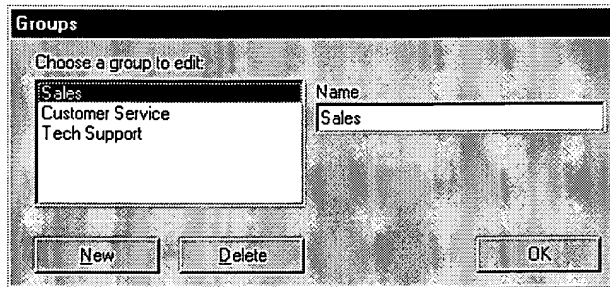 Groups
Choose a group to edit:
Sales
Customer Service
Tech Support
Name
Sales
New
Delete
OK